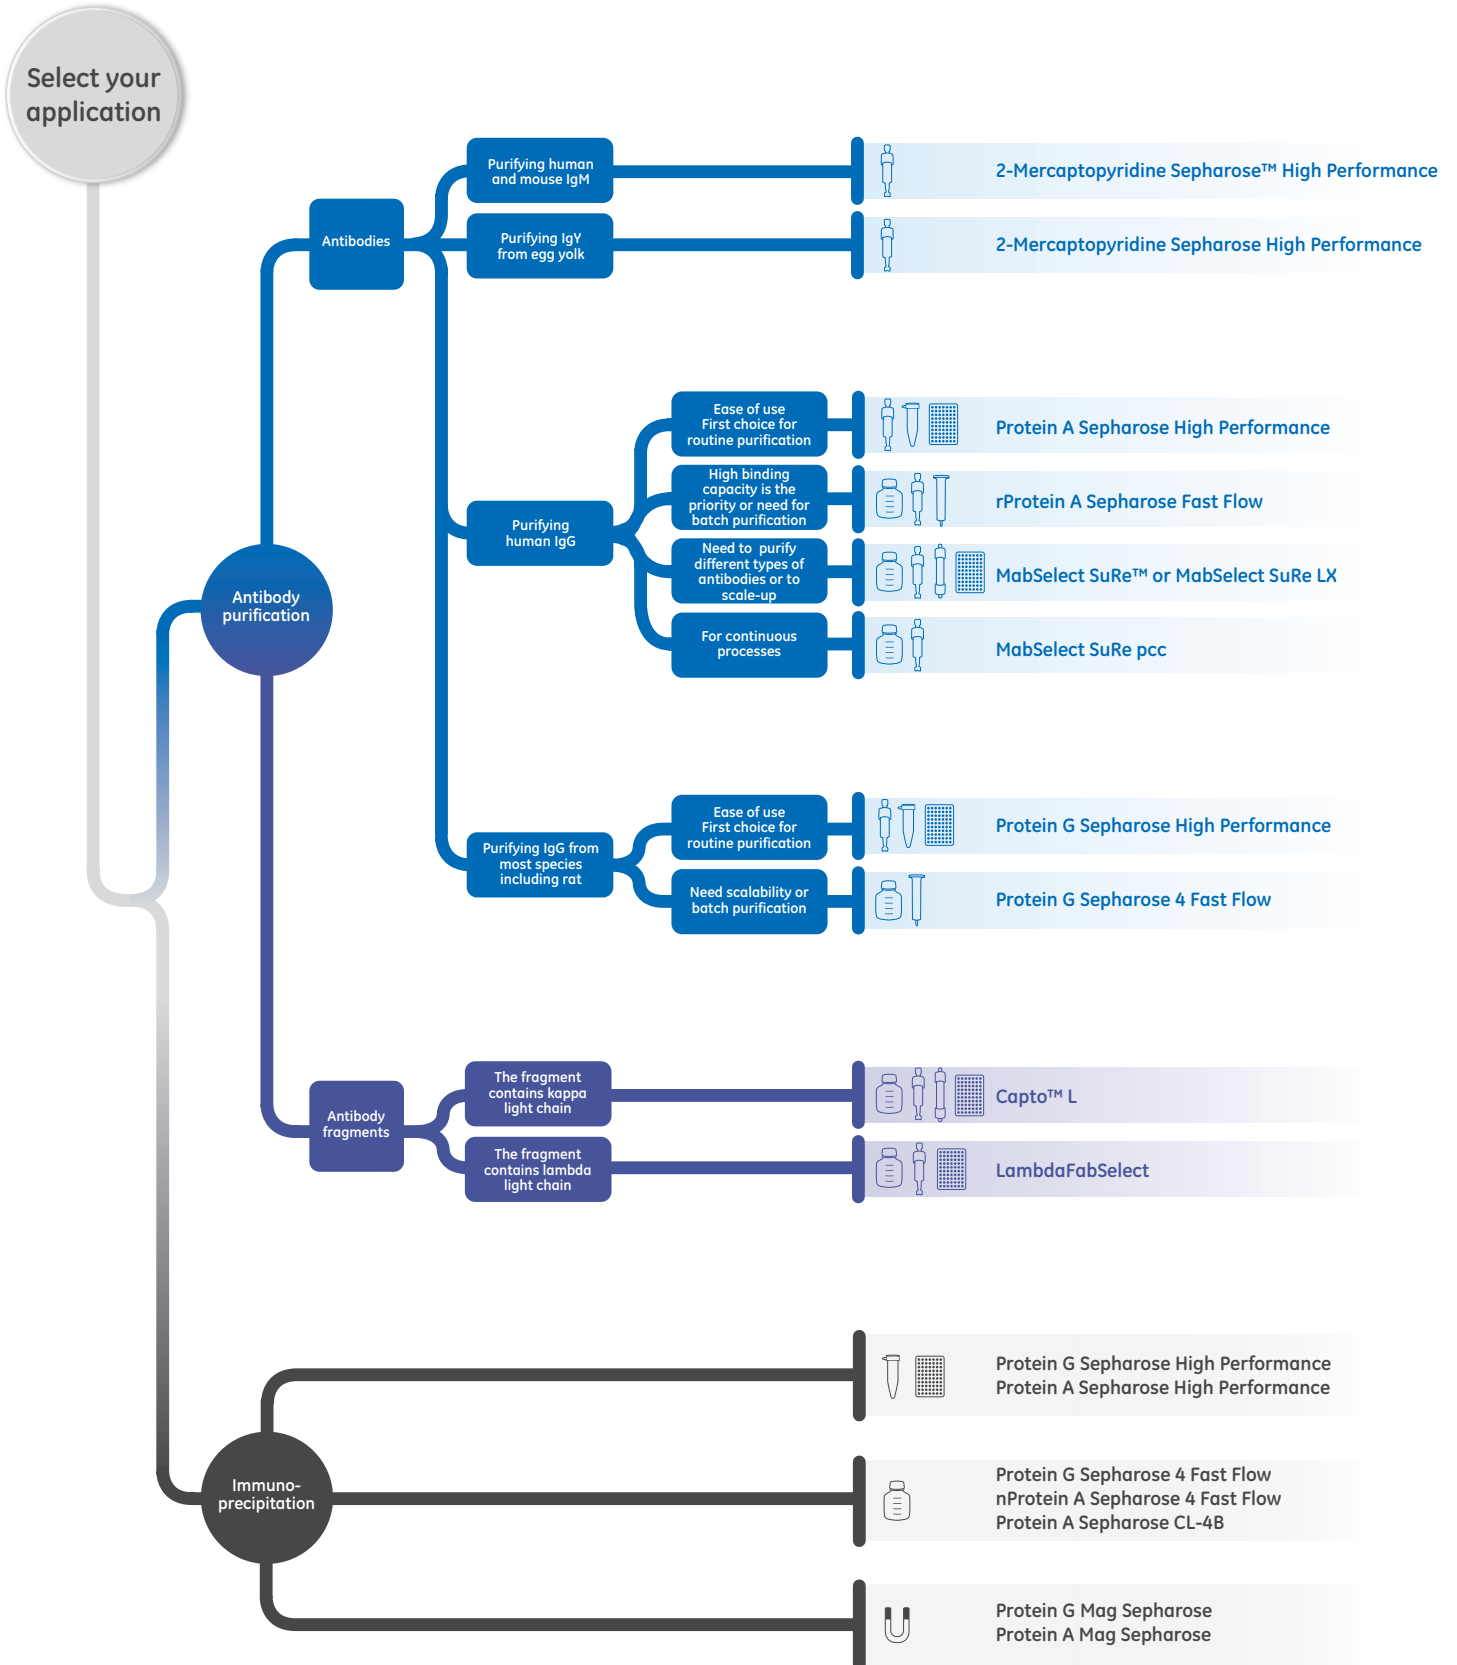 Select your
application
Purifying human
and mouse IgM
2-Mercaptopyridine Sepharose™ High Performance
Antibodies
Purifying IgY
from egg yolk
2-Mercaptopyridine Sepharose High Performance
Ease of use
First choice for
routine purification
Protein A Sepharose High Performance
High binding
capacity is the
priority or need for
batch purification
rProtein A Sepharose Fast Flow
Purifying
human IgG
Need to purify
different types of
antibodies or to
scale-up
MabSelect SuRe™ or MabSelect SuRe LX
For continuous
processes
MabSelect SuRe pcc
Antibody
purification
Ease of use
First choice for
routine purification
Protein G Sepharose High Performance
Purifying IgG from
most species
including rat
Need scalability or
batch purification
Protein G Sepharose 4 Fast Flow
The fragment
contains kappa
light chain
Capto™ L
Antibody
fragments
The fragment
contains lambda
light chain
LambdaFabSelect
Protein G Sepharose High Performance
Protein A Sepharose High Performance
Immuno-
precipitation
Protein G Sepharose 4 Fast Flow
nProtein A Sepharose 4 Fast Flow
Protein A Sepharose CL-4B
Protein G Mag Sepharose
Protein A Mag Sepharose